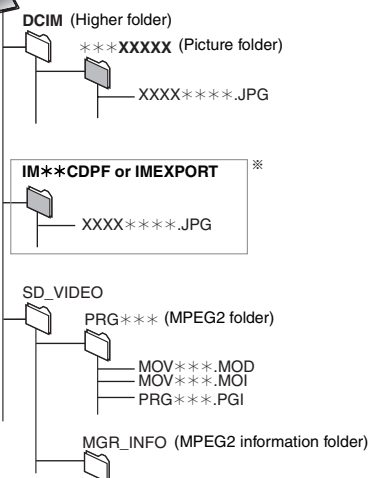 DCIM (Higher folder)
＊＊＊XXXXX (Picture folder)
XXXX＊＊＊＊.JPG
IM＊＊CDPF or IMEXPORT ※
XXXX＊＊＊＊.JPG
SD_VIDEO
PRG＊＊＊ (MPEG2 folder)
MOV＊＊＊.MOD
MOV＊＊＊.MOI
PRG＊＊＊.PGI
MGR_INFO (MPEG2 information folder)